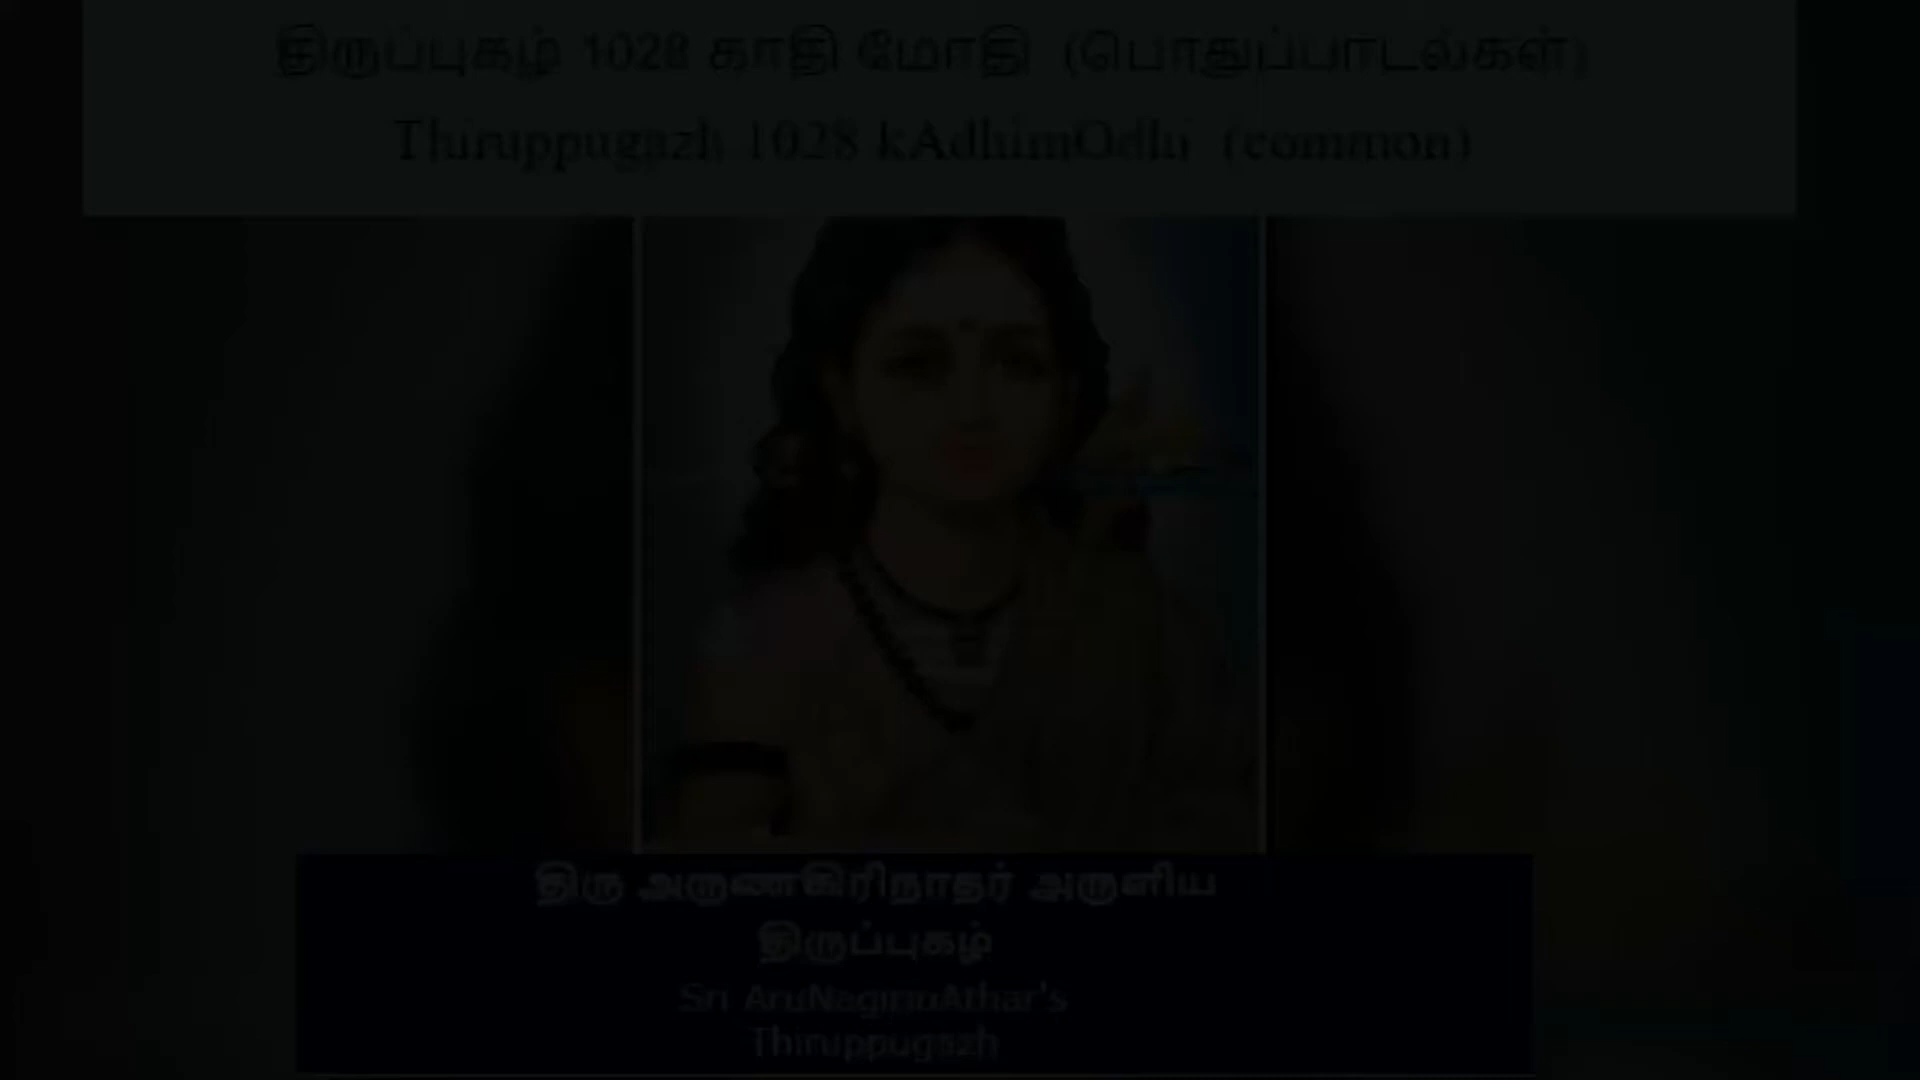 திருப்புகழ் 1028 காதி மோதி (பொதுப்பாடல்கள்)
Thiruppugazh 1028 kAdhimOdhi (common)
திரு அருணகிரிநாதர் அருளிய
திருப்புகழ்
Sri AruNagirinAthar's
Thiruppugazh